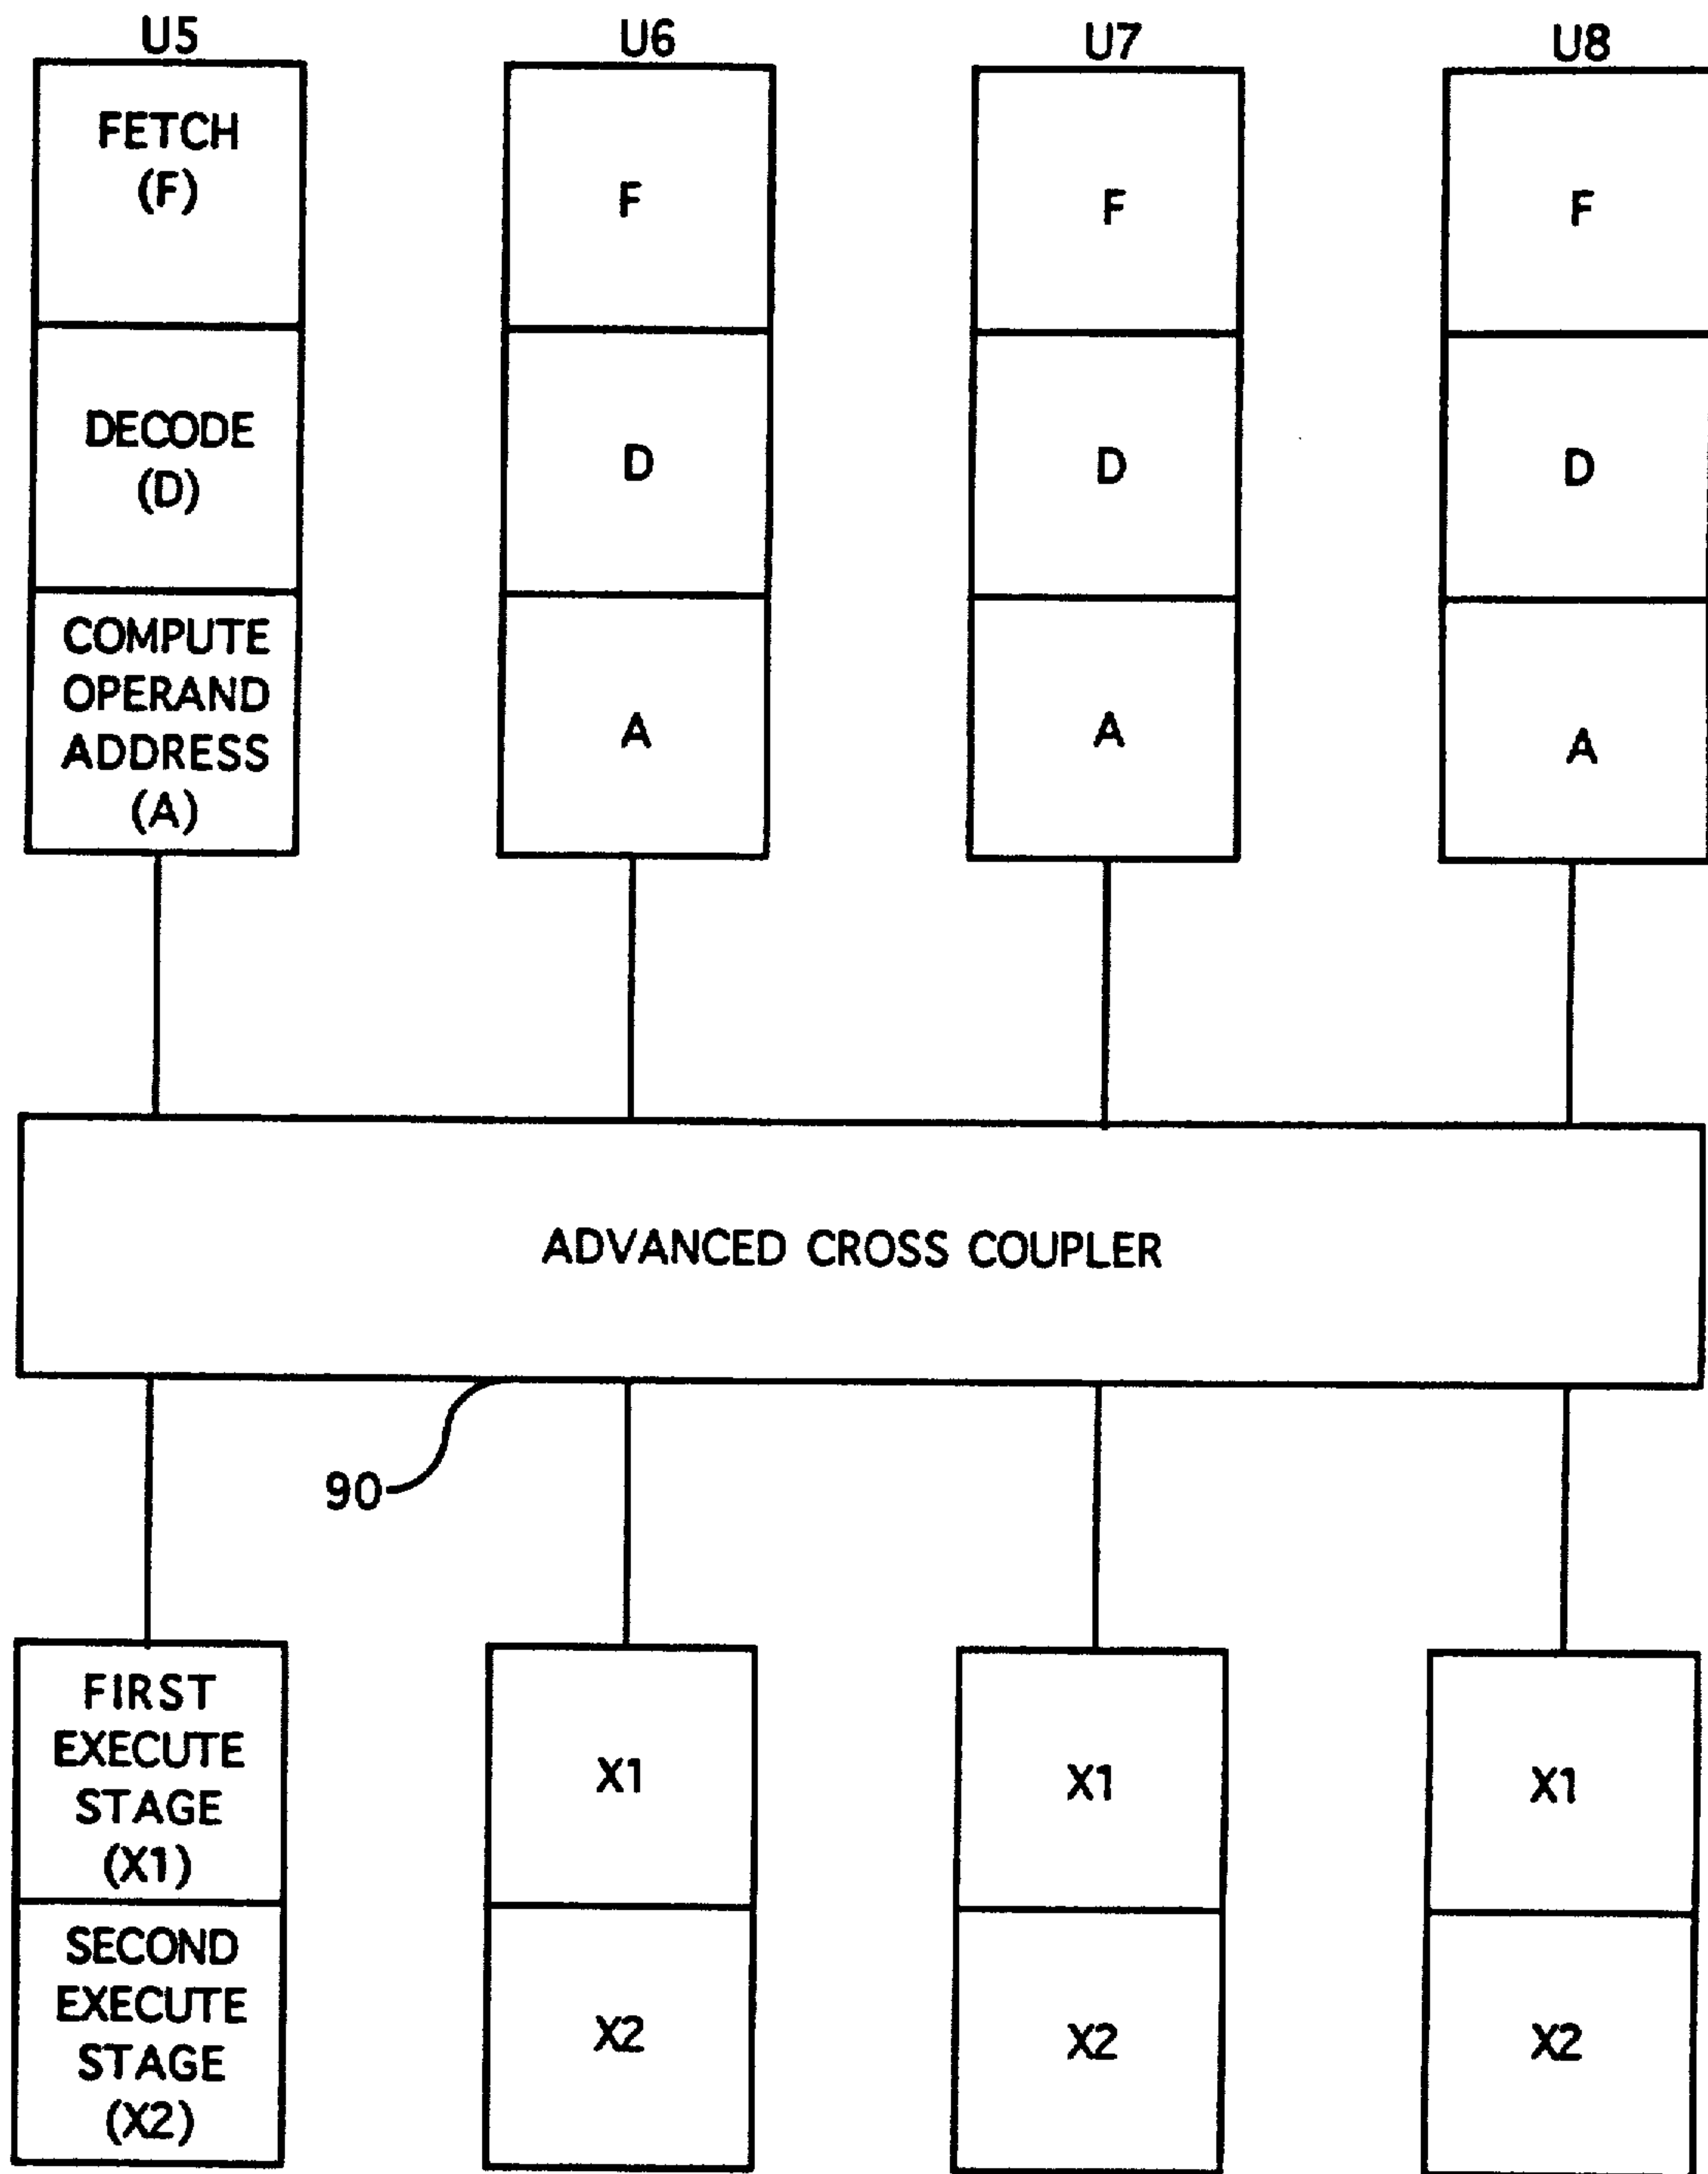 U5 U6 U7 U8
FETCH
(F)
F F F
DECODE
(D)
D D D
COMPUTE
OPERAND
ADDRESS
(A)
A A A
ADVANCED CROSS COUPLER
90
FIRST
EXECUTE
STAGE
(X1)
X1 X1 X1
SECOND
EXECUTE
STAGE
(X2)
X2 X2 X2